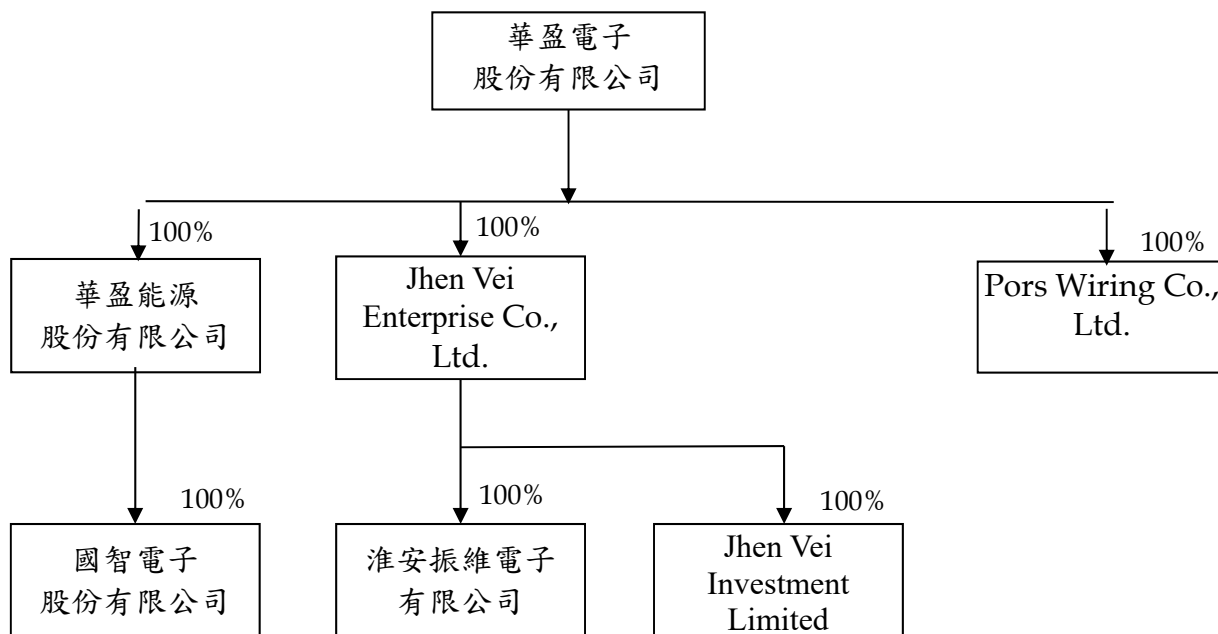 華盈電子
股份有限公司
100%
100%
100%
華盈能源
股份有限公司
Jhen Vei
Enterprise Co.,
Ltd.
Pors Wiring Co.,
Ltd.
100%
100%
100%
國智電子
股份有限公司
淮安振維電子
有限公司
Jhen Vei
Investment
Limited